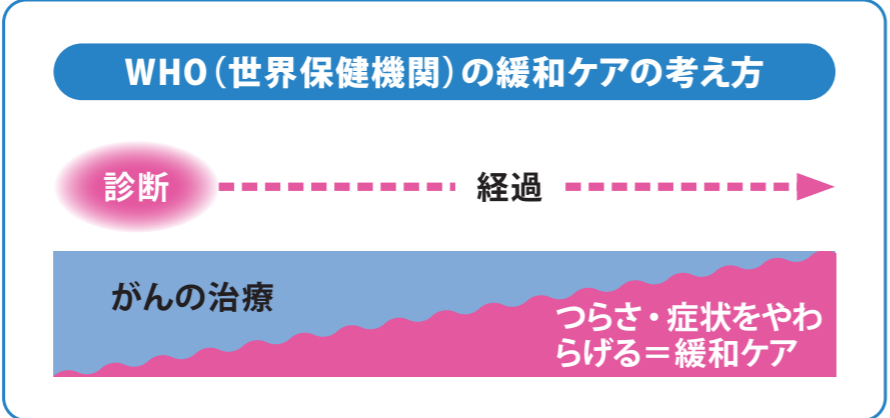 WHO（世界保健機関）の緩和ケアの考え方
診断
経過
がんの治療
つらさ・症状をやわ
らげる＝緩和ケア